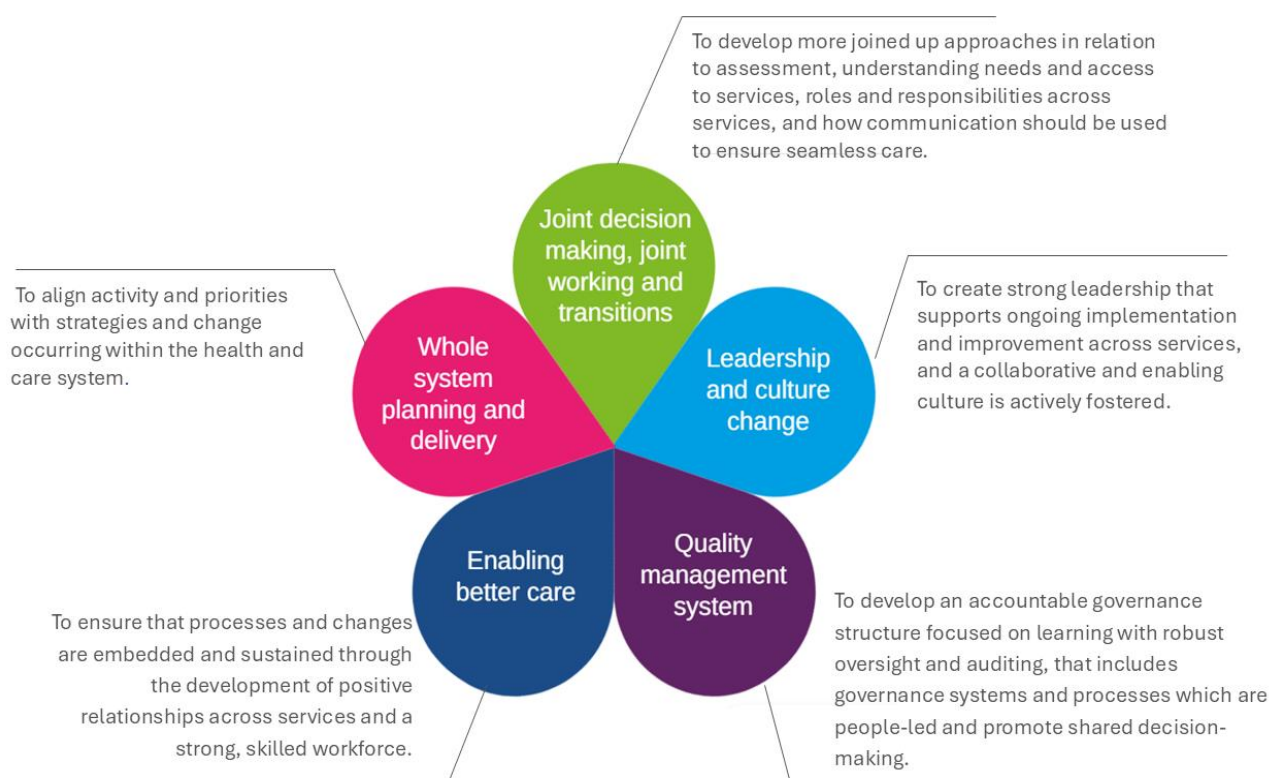 To develop more joined up approaches in relation
to assessment, understanding needs and access
to services, roles and responsibilities across
services, and how communication should be used
to ensure seamless care.
Joint decision
making, joint
working and
transitions
To align activity and priorities
with strategies and change
occurring within the health and
care system.
Whole
system
planning and
delivery
Leadership
and culture
change
To create strong leadership that
supports ongoing implementation
and improvement across services,
and a collaborative and enabling
culture is actively fostered.
Enabling
better care
To ensure that processes and changes
are embedded and sustained through
the development of positive
relationships across services and a
strong, skilled workforce.
Quality
management
system
To develop an accountable governance
structure focused on learning with robust
oversight and auditing, that includes
governance systems and processes which are
people-led and promote shared decision-
making.